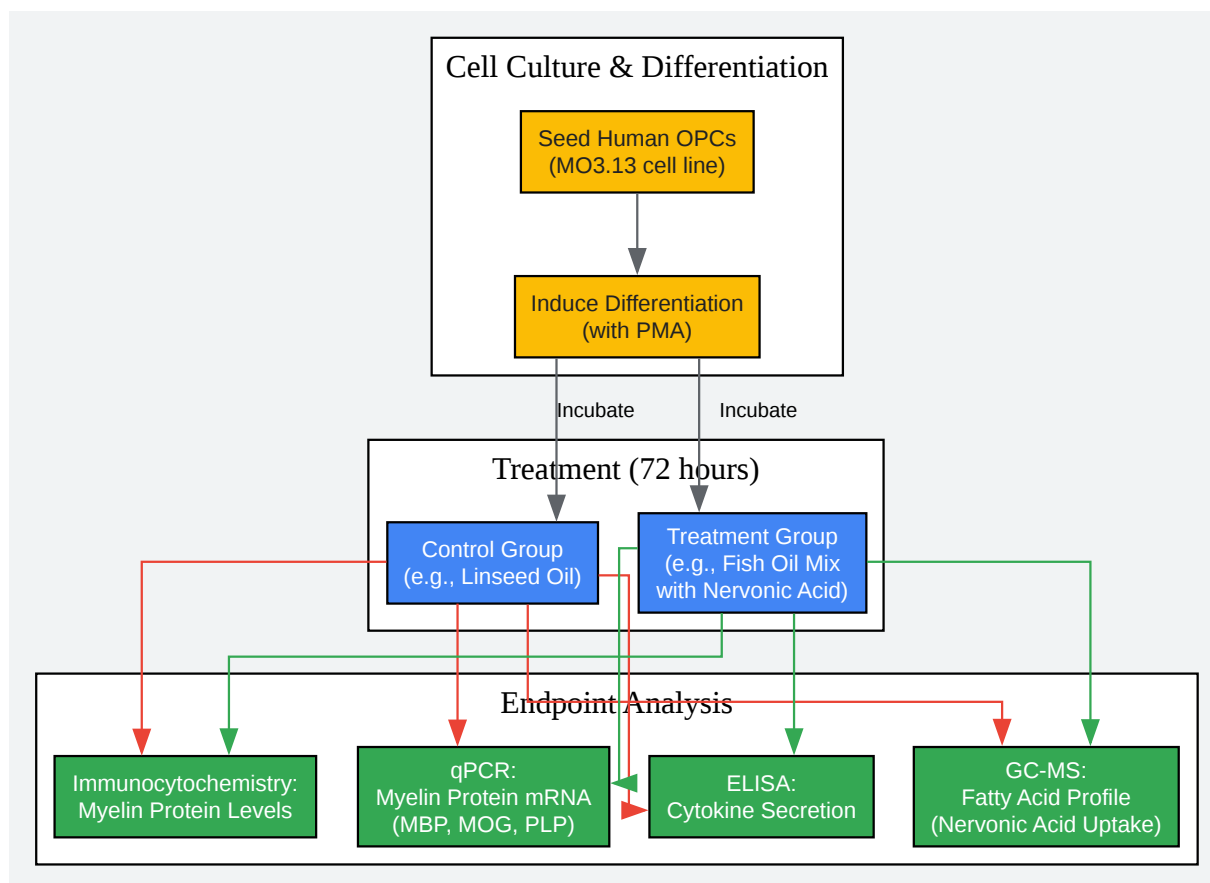 Cell Culture & Differentiation
Seed Human OPCs
(MO3.13 cell line)
Induce Differentiation
(with PMA)
Incubate
Incubate
Treatment (72 hours)
Control Group
(e.g., Linseed Oil)
Treatment Group
(e.g., Fish Oil Mix
with Nervonic Acid)
Endpoint Analysis
Immunocytochemistry:
Myelin Protein Levels
qPCR:
Myelin Protein mRNA
(MBP, MOG, PLP)
ELISA:
Cytokine Secretion
GC-MS:
Fatty Acid Profile
(Nervonic Acid Uptake)